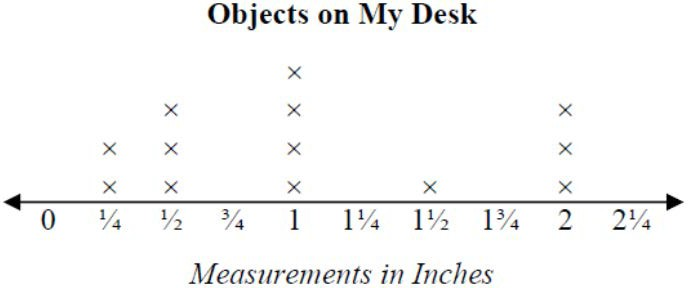 Objects on My Desk
0 ¼ ½ ¾ 1 1¼ 1½ 1¾ 2 2¼
Measurements in Inches